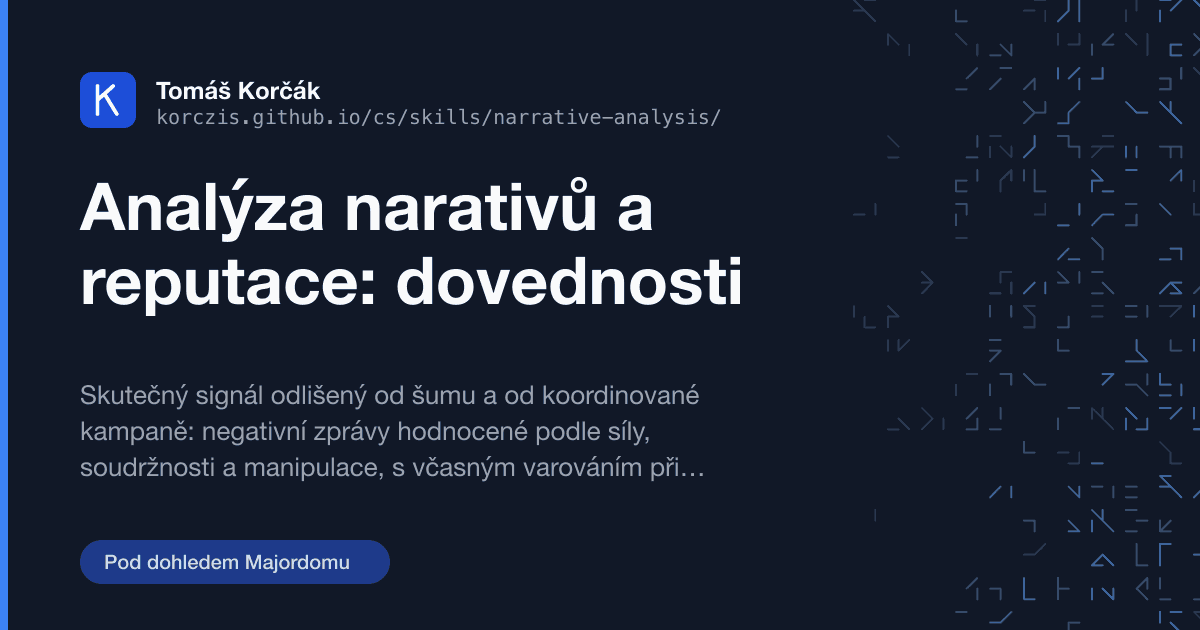 K
Tomáš Korčák
korczis.github.io/cs/skills/narrative-analysis/
Analýza narativů a
reputace: dovednosti
Skutečný signál odlišený od šumu a od koordinované
kampaně: negativní zprávy hodnocené podle síly,
soudržnosti a manipulace, s včasným varováním při…
Pod dohledem Majordomu